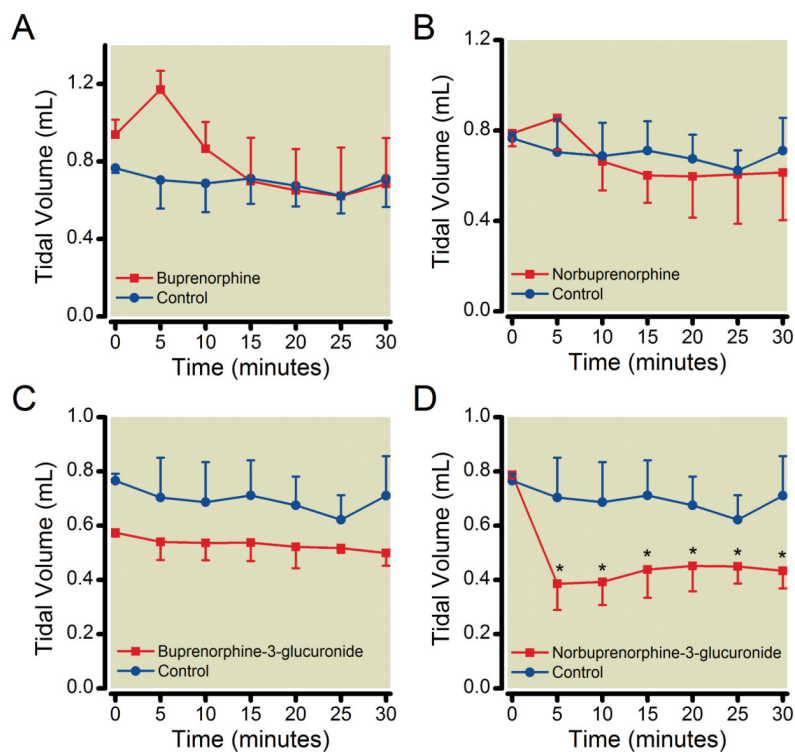 A
Tidal Volume (mL)
1.2
0.8
0.4
0.0
Buprenorphine
Control
0 5 10 15 20 25 30
Time (minutes)
B
Tidal Volume (mL)
1.2
0.8
0.4
0.0
Norbuprenorphine
Control
0 5 10 15 20 25 30
Time (minutes)
C
Tidal Volume (mL)
1.0
0.8
0.6
0.4
0.2
0.0
Buprenorphine-3-glucuronide
Control
0 5 10 15 20 25 30
Time (minutes)
D
Tidal Volume (mL)
1.0
0.8
0.6
0.4
0.2
0.0
* * * * * *
Norbuprenorphine-3-glucuronide
Control
0 5 10 15 20 25 30
Time (minutes)